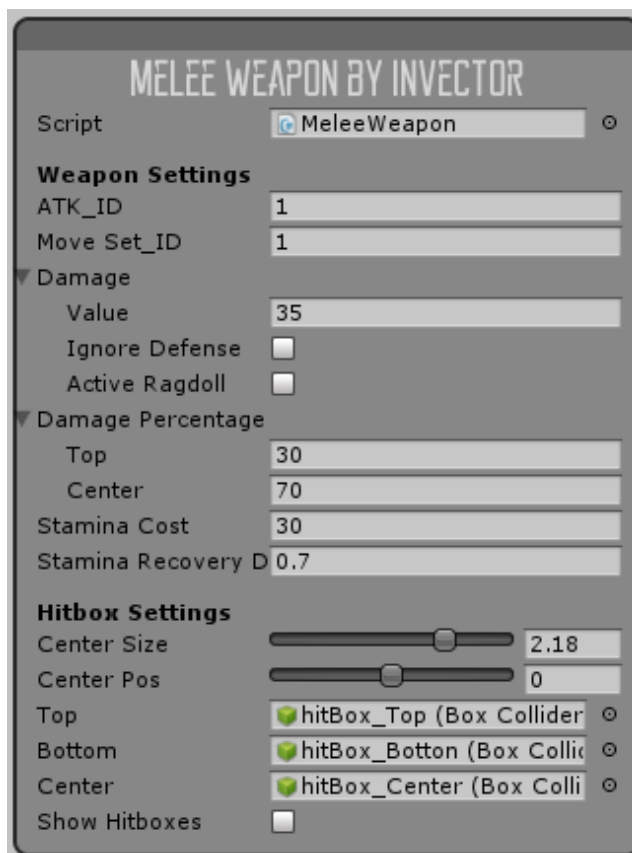 MELEE WEAPON BY INVECTOR
Script MeleeWeapon
Weapon Settings
ATK_ID 1
Move Set_ID 1
Damage
Value 35
Ignore Defense
Active Ragdoll
Damage Percentage
Top 30
Center 70
Stamina Cost 30
Stamina Recovery D 0.7
Hitbox Settings
Center Size 2.18
Center Pos 0
Top hitBox_Top (Box Collider
Bottom hitBox_Botton (Box Collic
Center hitBox_Center (Box Colli
Show Hitboxes